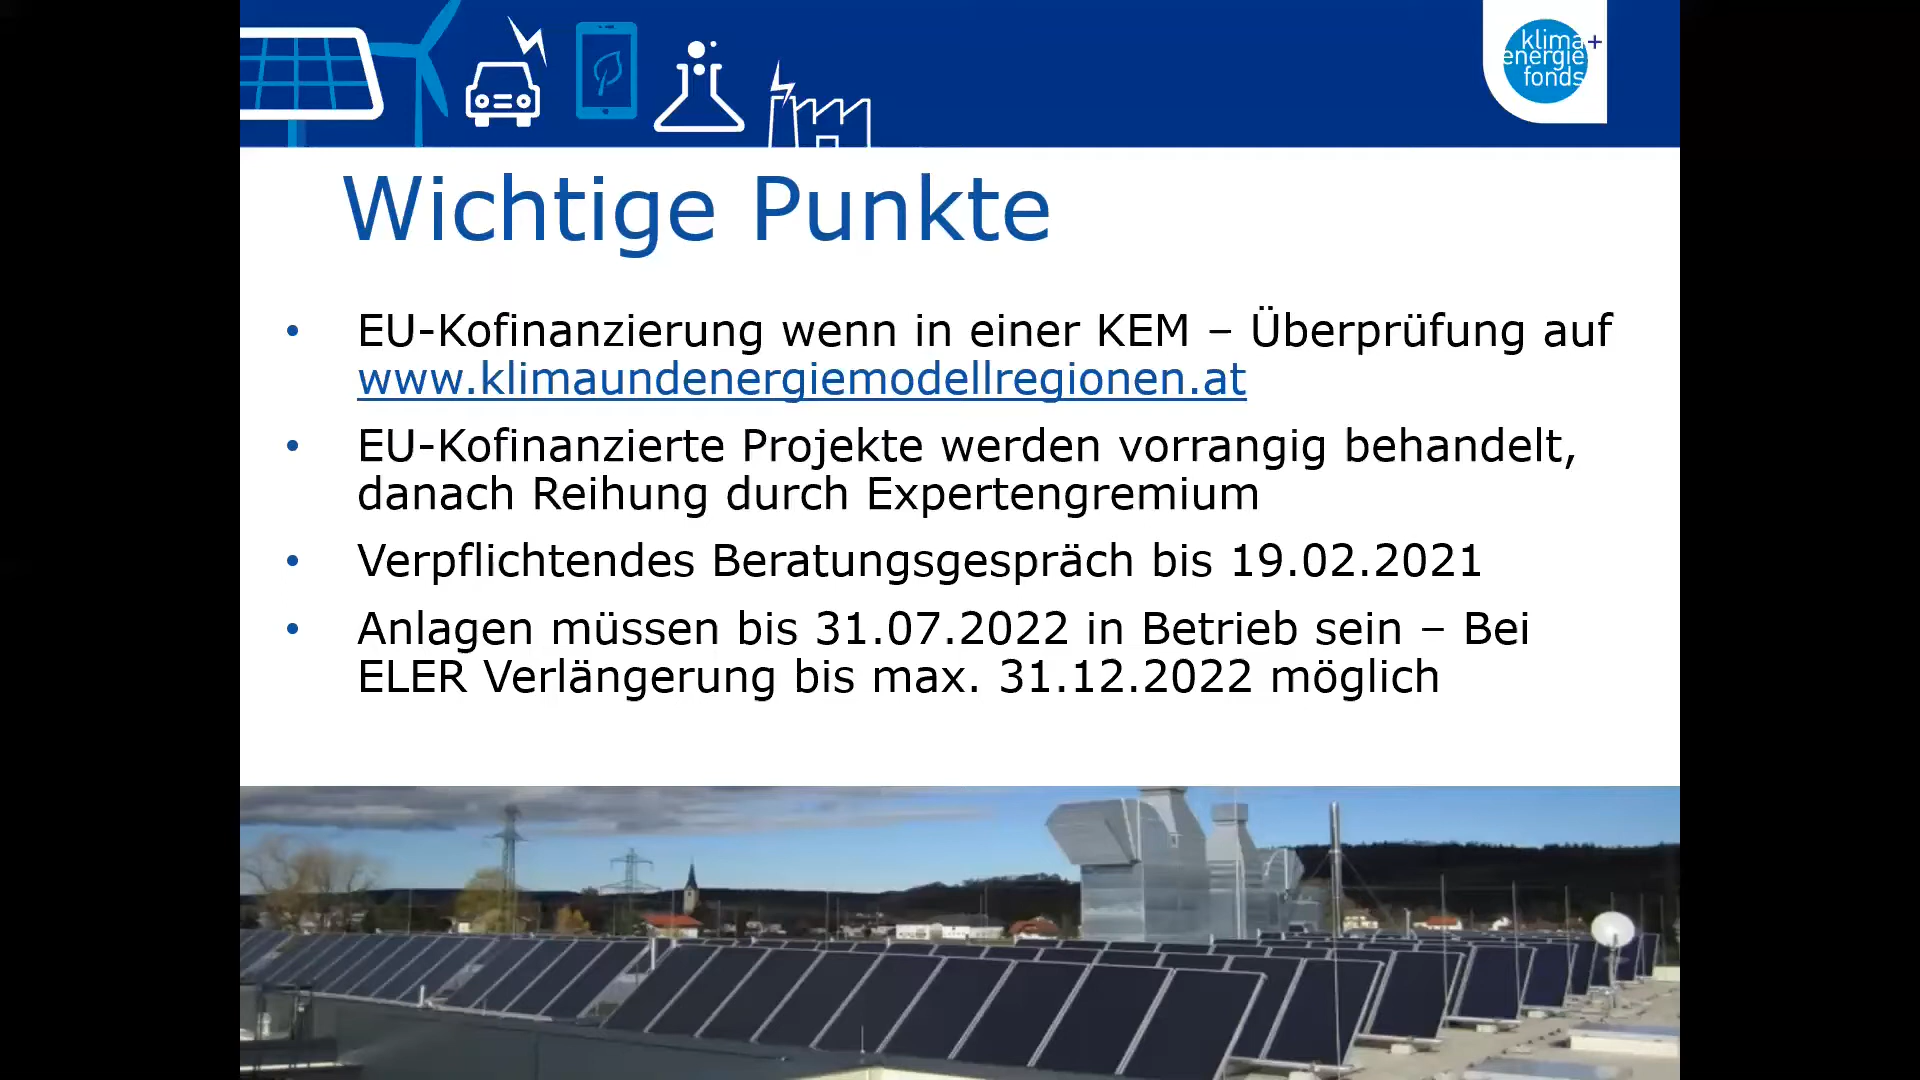 klima+
energie
fonds
Wichtige Punkte
• EU-Kofinanzierung wenn in einer KEM – Überprüfung auf
www.klimaundenergiemodellregionen.at
• EU-Kofinanzierte Projekte werden vorrangig behandelt,
danach Reihung durch Expertengremium
• Verpflichtendes Beratungsgespräch bis 19.02.2021
• Anlagen müssen bis 31.07.2022 in Betrieb sein – Bei
ELER Verlängerung bis max. 31.12.2022 möglich